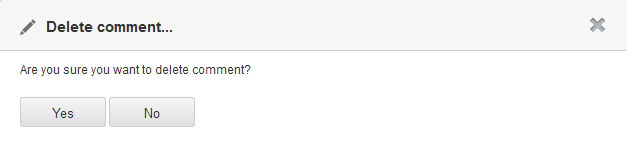 Delete comment...
Are you sure you want to delete comment?
Yes No